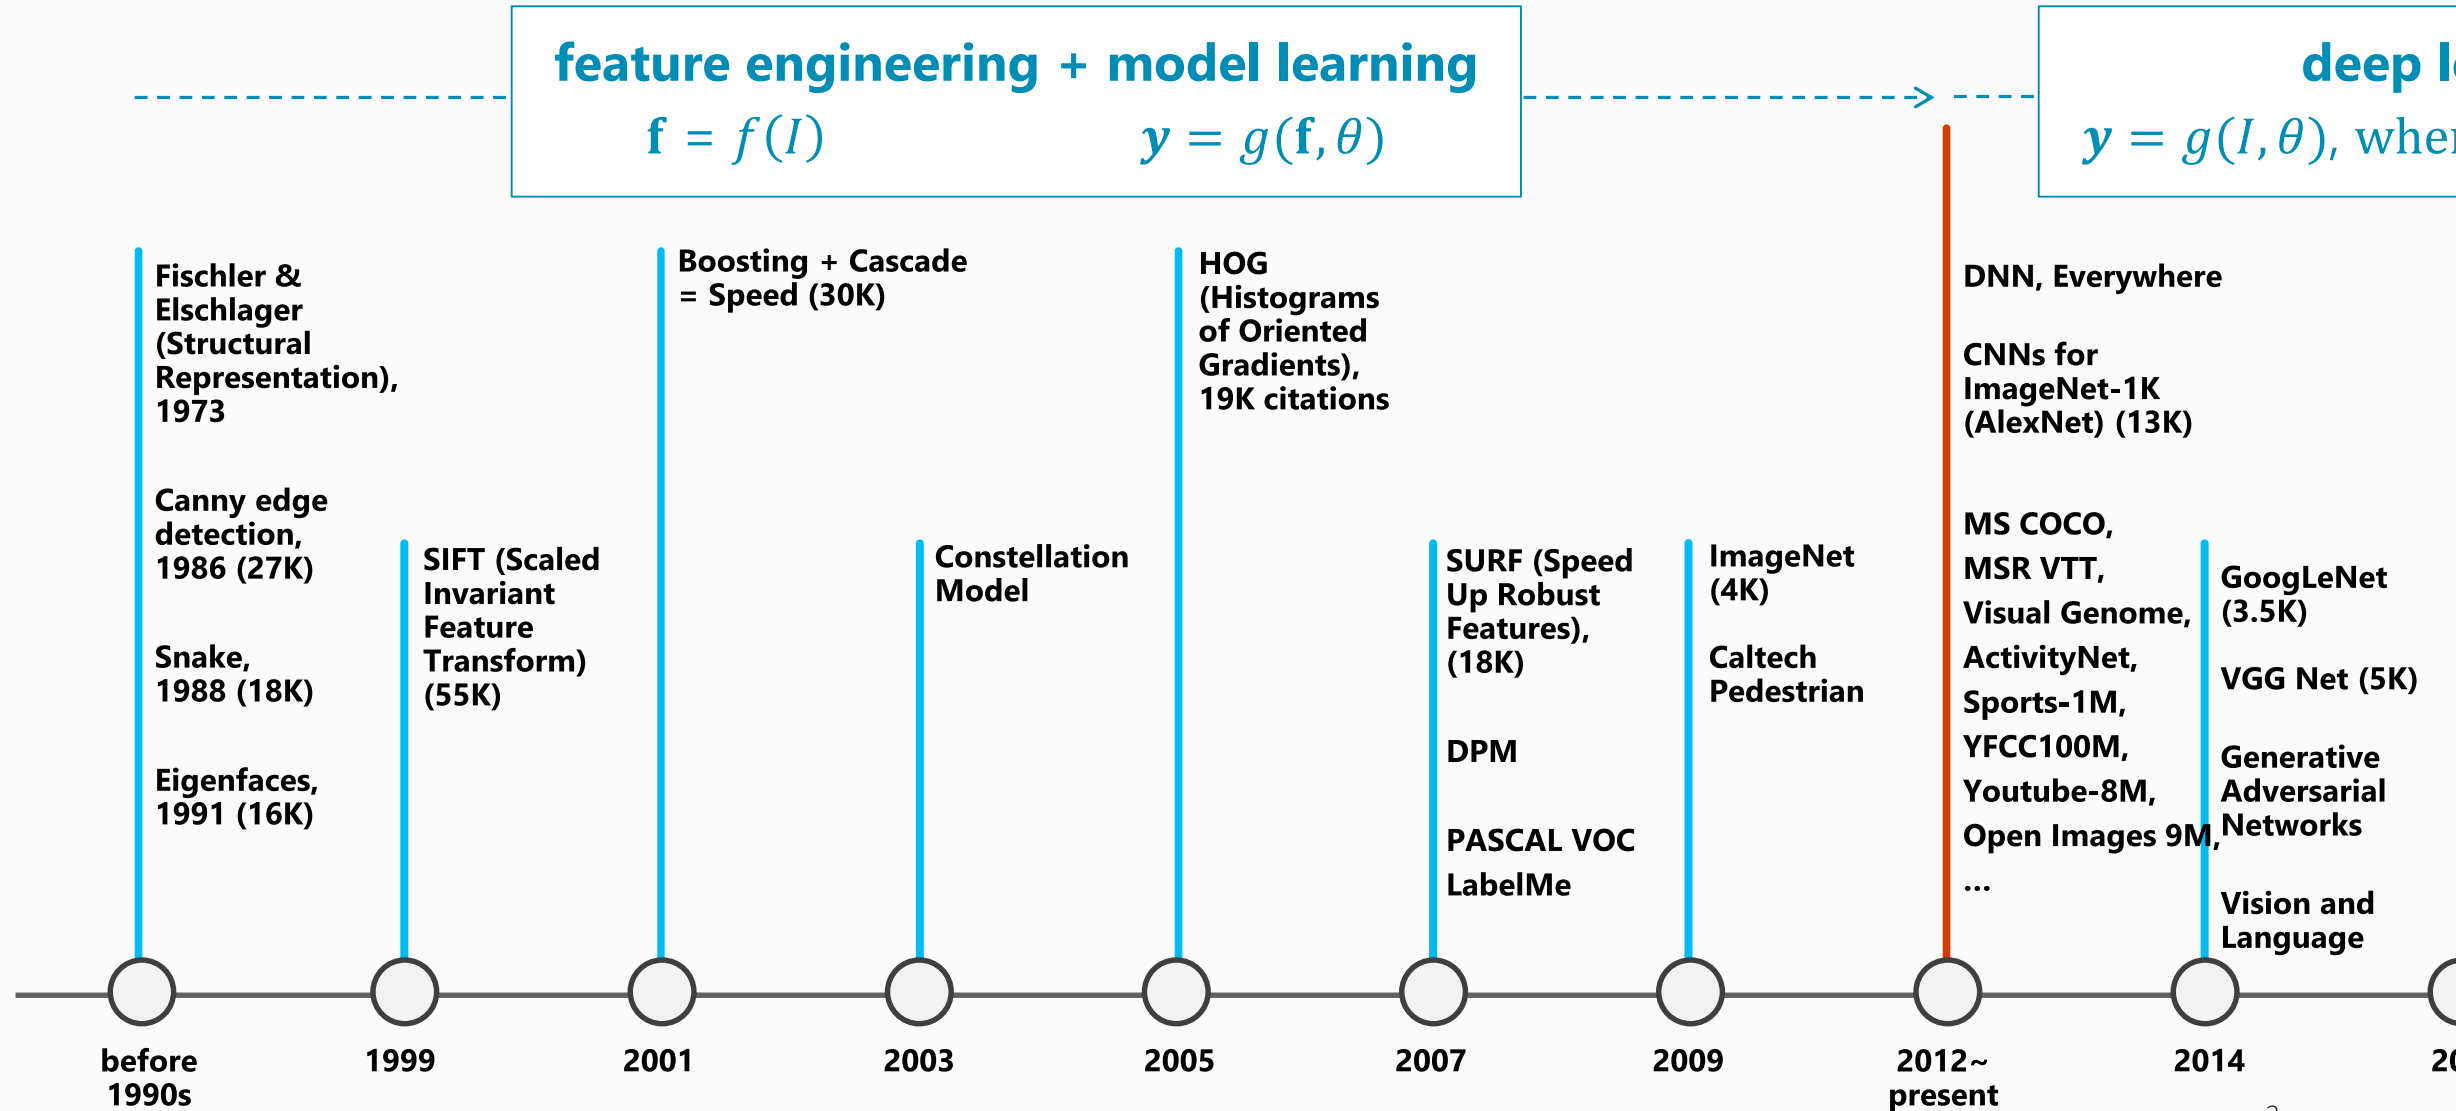 feature engineering + model learning
f = f(I) y = g(f, θ)
deep
y = g(I, θ),
Fischler &
Elschlager
(Structural
Representation),
1973
Canny edge
detection,
1986 (27K)
Snake,
1988 (18K)
Eigenfaces,
1991 (16K)
SIFT (Scaled
Invariant
Feature
Transform)
(55K)
Boosting + Cascade
= Speed (30K)
Constellation
Model
HOG
(Histograms
of Oriented
Gradients),
19K citations
SURF (Speed
Up Robust
Features),
(18K)
DPM
PASCAL VOC
LabelMe
ImageNet
(4K)
Caltech
Pedestrian
DNN, Everywhere
CNNs for
ImageNet-1K
(AlexNet) (13K)
MS COCO,
MSR VTT,
Visual Genome,
ActivityNet,
Sports-1M,
YFCC100M,
Youtube-8M,
Open Images 9M,
...
GoogLeNet
(3.5K)
VGG Net (5K)
Generative
Adversarial
Networks
Vision and
Language
before
1990s
1999
2001
2003
2005
2007
2009
2012~
present
2014